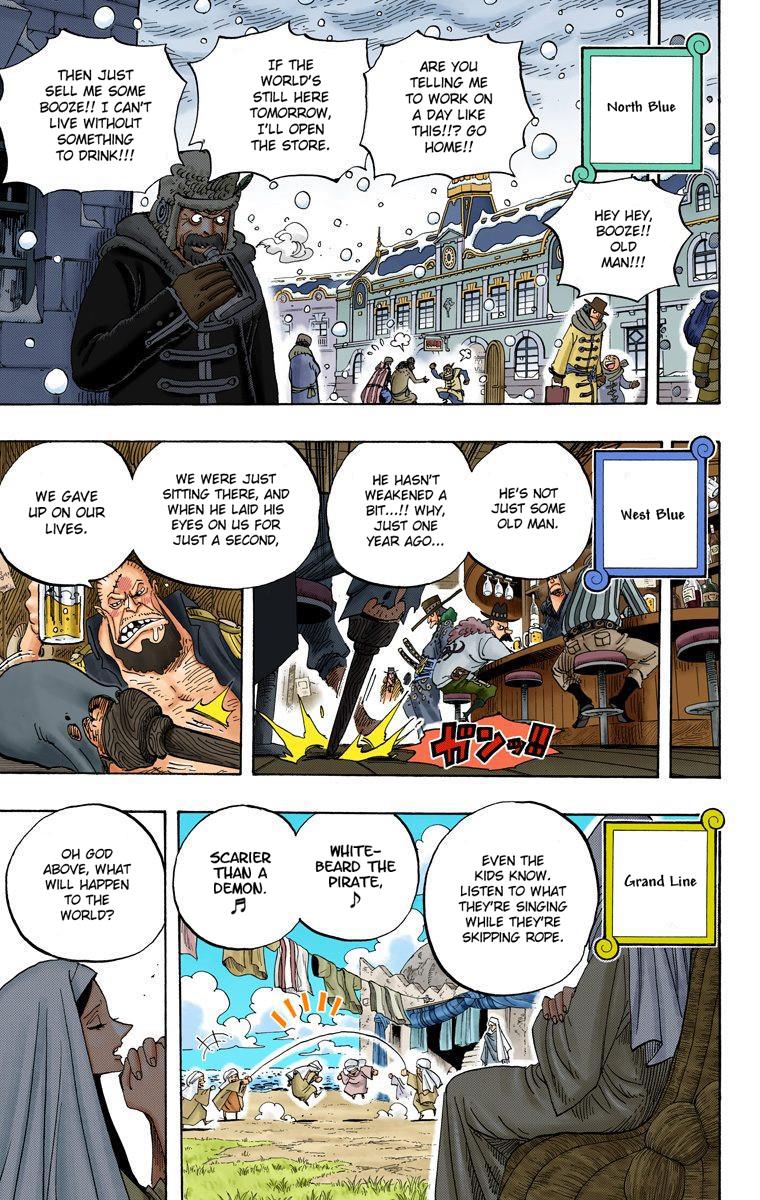 North Blue
HEY HEY,
BOOZE!!
OLD
MAN!!!
ARE YOU
TELLING ME
TO WORK ON
A DAY LIKE
THIS!!? GO
HOME!!
IF THE
WORLD'S
STILL HERE
TOMORROW,
I'LL OPEN
THE STORE.
THEN JUST
SELL ME SOME
BOOZE!! I CAN'T
LIVE WITHOUT
SOMETHING
TO DRINK!!!
West Blue
HE'S NOT
JUST SOME
OLD MAN.
HE HASN'T
WEAKENED A
BIT...!! WHY,
JUST ONE
YEAR AGO...
ガンッ!!
WE WERE JUST
SITTING THERE, AND
WHEN HE LAID HIS
EYES ON US FOR
JUST A SECOND,
WE GAVE
UP ON OUR
LIVES.
Grand Line
EVEN THE
KIDS KNOW.
LISTEN TO WHAT
THEY'RE SINGING
WHILE THEY'RE
SKIPPING ROPE.
WHITE-
BEARD THE
PIRATE,
♪
SCARIER
THAN A
DEMON.
♬
OH GOD
ABOVE, WHAT
WILL HAPPEN
TO THE
WORLD?